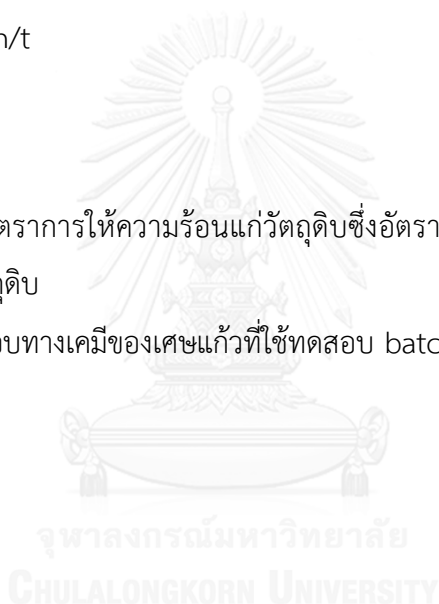 n/t
ตราการให้ความร้อนแก่วัตถุดิบซึ่งอัตรา
ถุดิบ
อบทางเคมีของเศษแก้วที่ใช้ทดสอบ batc
จุฬาลงกรณ์มหาวิทยาลัย
CHULALONGKORN UNIVERSITY